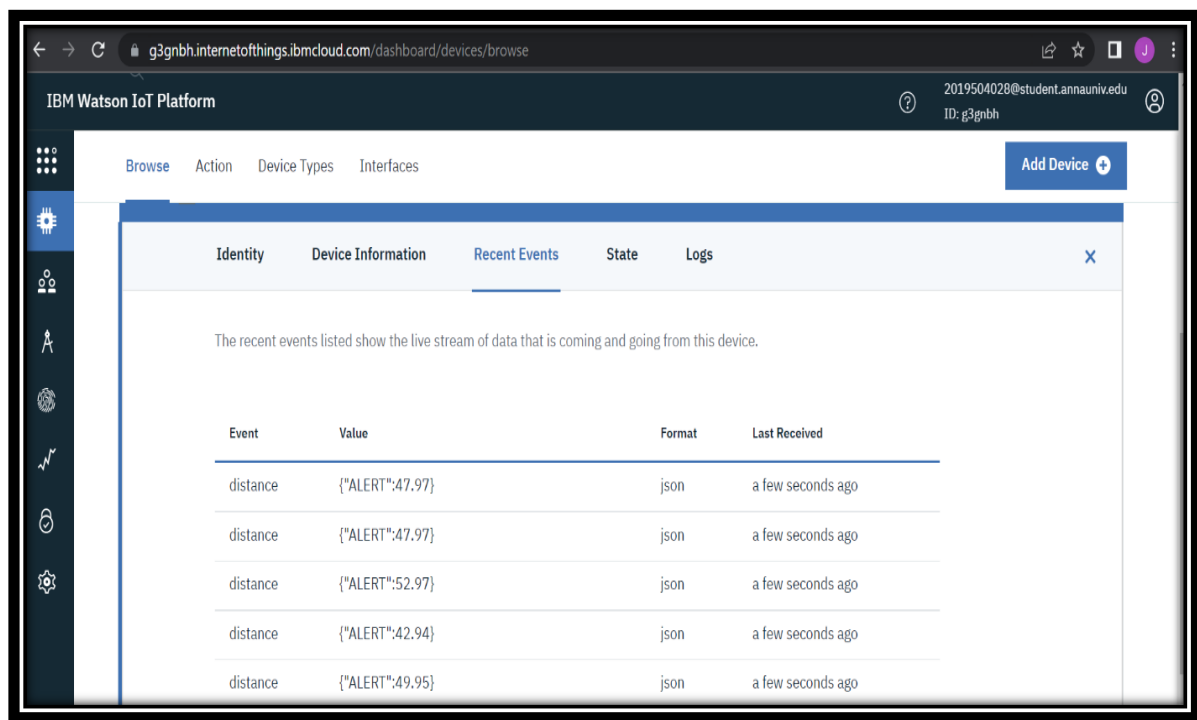 g3gnbh.internetofthings.ibmcloud.com/dashboard/devices/browse
J
IBM Watson IoT Platform
2019504028@student.annauniv.edu
ID: g3gnbh
Browse Action Device Types Interfaces
Add Device
Identity Device Information Recent Events State Logs
The recent events listed show the live stream of data that is coming and going from this device.
Event Value Format Last Received
distance {"ALERT":47.97} json a few seconds ago
distance {"ALERT":47.97} json a few seconds ago
distance {"ALERT":52.97} json a few seconds ago
distance {"ALERT":42.94} json a few seconds ago
distance {"ALERT":49.95} json a few seconds ago